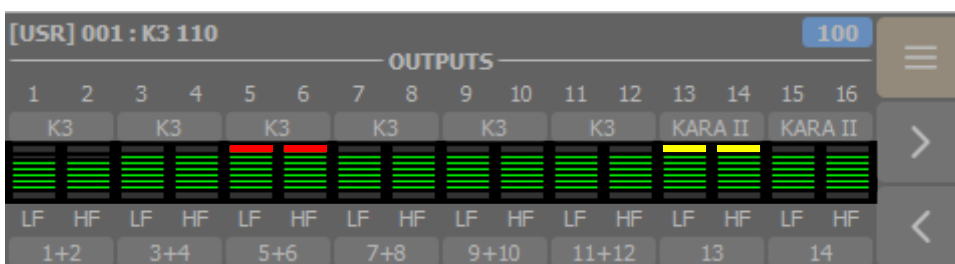 [USR] 001 : K3 110 100
OUTPUTS
1 2 3 4 5 6 7 8 9 10 11 12 13 14 15 16
K3 K3 K3 K3 K3 K3 KARA II KARA II
LF HF LF HF LF HF LF HF LF HF LF HF LF HF LF HF
1+2 3+4 5+6 7+8 9+10 11+12 13 14